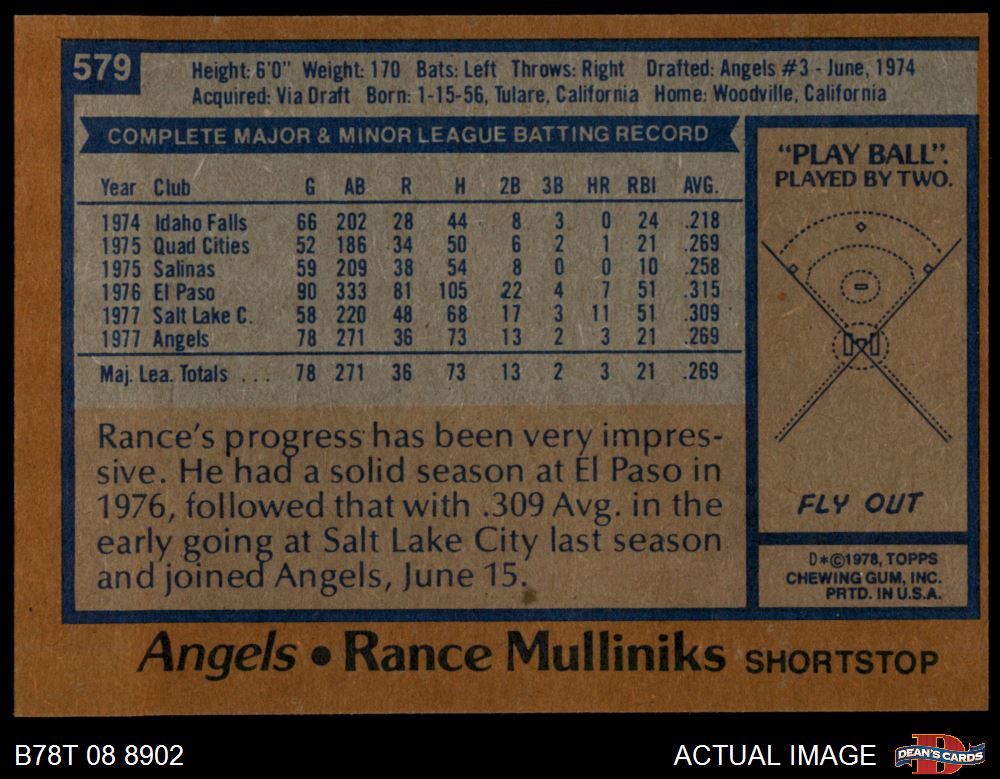 579
Height: 6'0" Weight: 170 Bats: Left Throws: Right Drafted: Angels #3 - June, 1974
Acquired: Via Draft Born: 1-15-56, Tulare, California Home: Woodville, California
COMPLETE MAJOR & MINOR LEAGUE BATTING RECORD
Year Club G AB R H 2B 3B HR RBI AVG.
1974 Idaho Falls 66 202 28 44 8 3 0 24 .218
1975 Quad Cities 52 186 34 50 6 2 1 21 .269
1975 Salinas 59 209 38 54 8 0 0 10 .258
1976 El Paso 90 333 81 105 22 4 7 51 .315
1977 Salt Lake C. 58 220 48 68 17 3 11 51 .309
1977 Angels 78 271 36 73 13 2 3 21 .269
Maj. Lea. Totals . . . 78 271 36 73 13 2 3 21 .269
Rance's progress has been very impres-
sive. He had a solid season at El Paso in
1976, followed that with .309 Avg. in the
early going at Salt Lake City last season
and joined Angels, June 15.
"PLAY BALL".
PLAYED BY TWO.
FLY OUT
D*©1978, TOPPS
CHEWING GUM, INC.
PRTD. IN U.S.A.
Angels • Rance Mulliniks SHORTSTOP
B78T 08 8902
ACTUAL IMAGE
DEAN'S CARDS